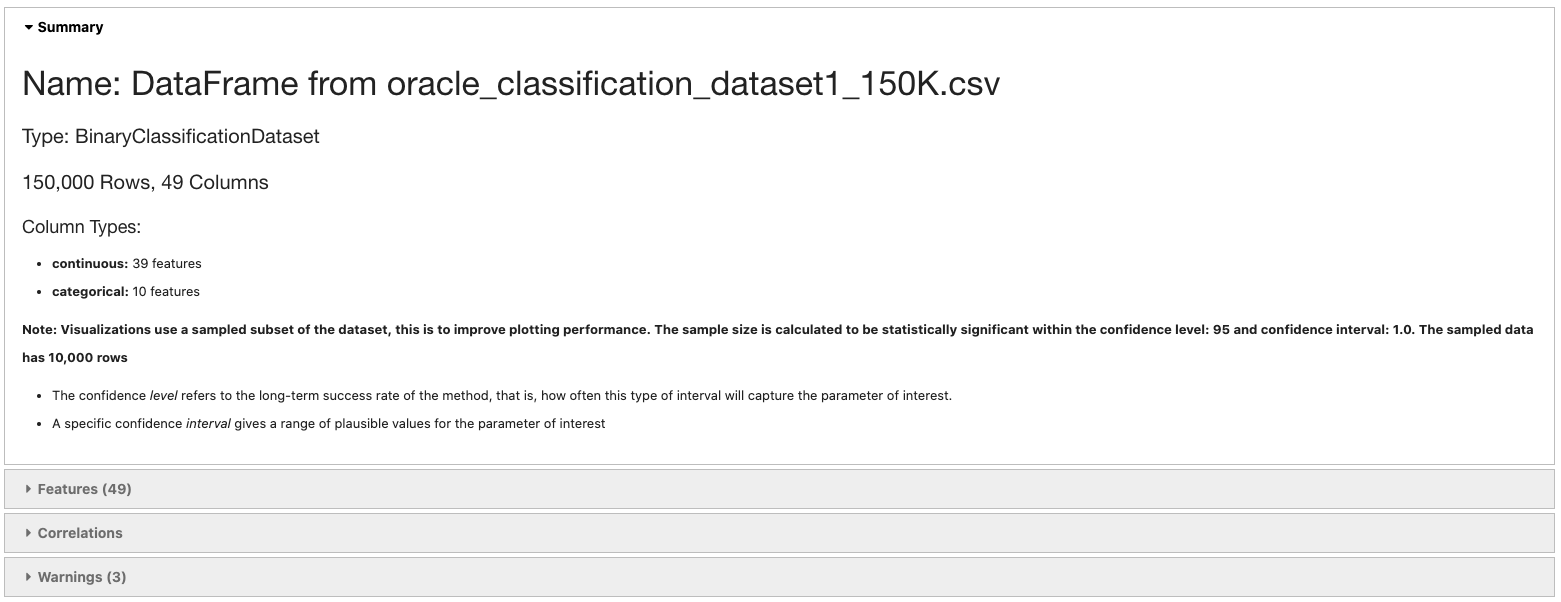 Summary
Name: DataFrame from oracle_classification_dataset1_150K.csv
Type: BinaryClassificationDataset
150,000 Rows, 49 Columns
Column Types:
continuous: 39 features
categorical: 10 features
Note: Visualizations use a sampled subset of the dataset, this is to improve plotting performance. The sample size is calculated to be statistically significant within the confidence level: 95 and confidence interval: 1.0. The sampled data
has 10,000 rows
The confidence level refers to the long-term success rate of the method, that is, how often this type of interval will capture the parameter of interest.
A specific confidence interval gives a range of plausible values for the parameter of interest
Features (49)
Correlations
Warnings (3)